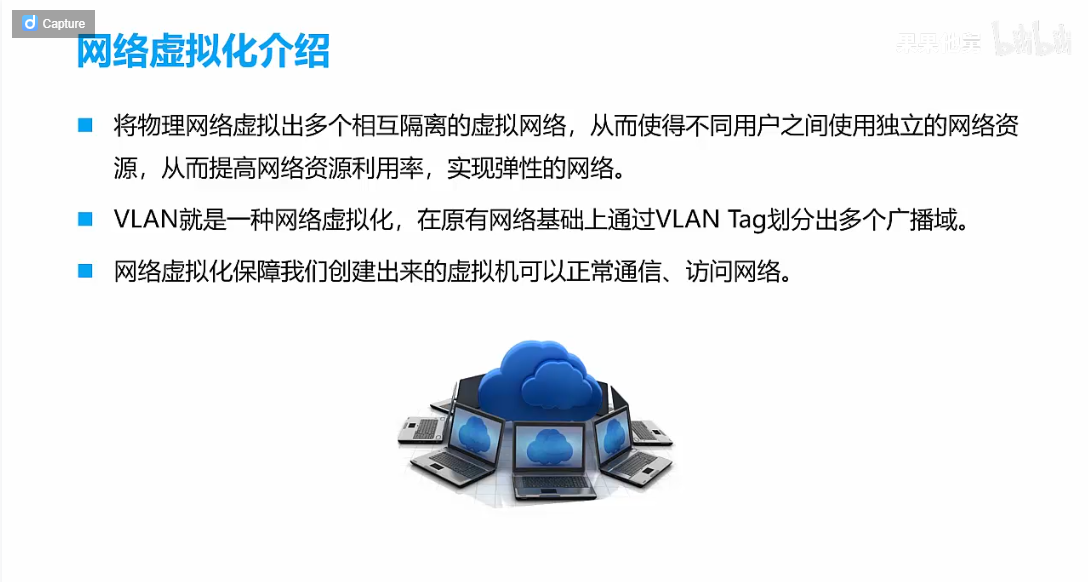 Capture
网络虚拟化介绍
将物理网络虚拟出多个相互隔离的虚拟网络，从而使得不同用户之间使用独立的网络资
源，从而提高网络资源利用率，实现弹性的网络。
VLAN就是一种网络虚拟化，在原有网络基础上通过VLAN Tag划分出多个广播域。
网络虚拟化保障我们创建出来的虚拟机可以正常通信、访问网络。